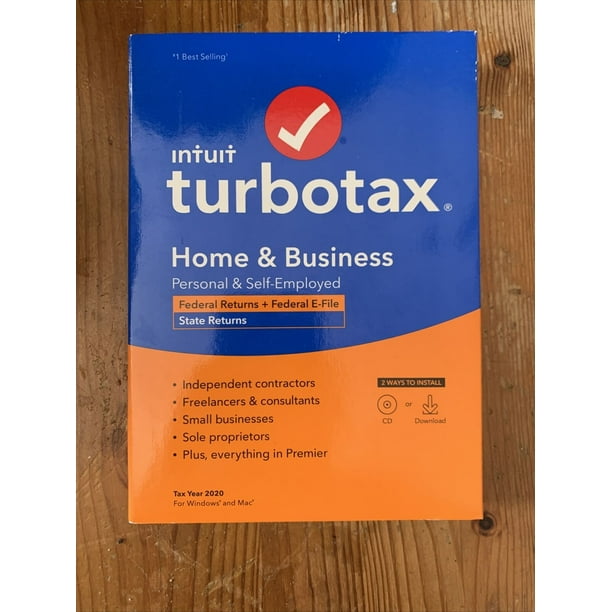 #1 Best Selling¹
intuit
turbotax®
Home & Business
Personal & Self-Employed
Federal Returns + Federal E-File
State Returns
• Independent contractors
• Freelancers & consultants
• Small businesses
• Sole proprietors
• Plus, everything in Premier
2 WAYS TO INSTALL
CD or Download
Tax Year 2020
For Windows® and Mac®